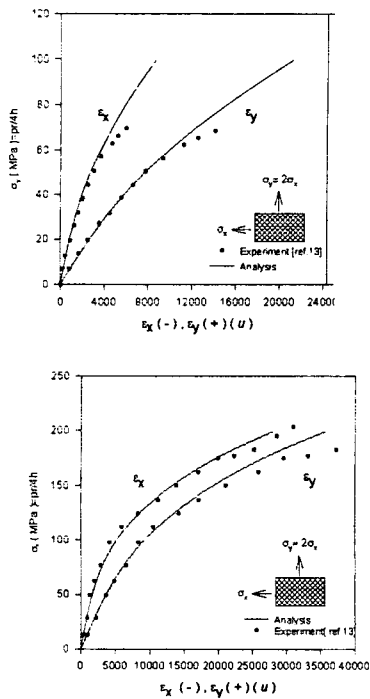 120
100
80
60
40
20
0
σx ( MPa)=pr/4h
εx
εy
σy= 2σx
σx
Experiment [ref.13]
Analysis
0 4000 8000 12000 16000 20000 24000
εx (-) , εy (+) (u)
250
200
150
100
50
0
σx ( MPa)=pr/4h
εx
εy
σy= 2σx
σx
Analysis
Experiment[ref.13]
0 5000 10000 15000 20000 25000 30000 35000 40000
εx (-) , εy (+) (u)